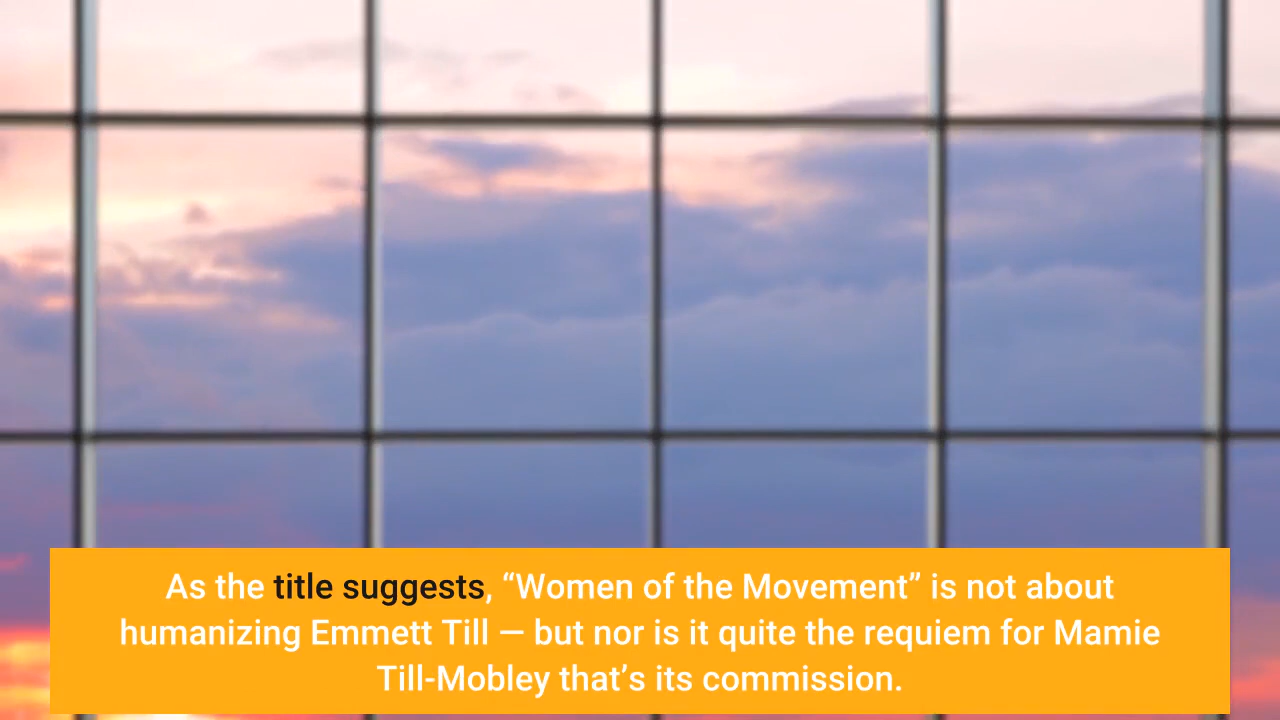 As the title suggests, “Women of the Movement” is not about
humanizing Emmett Till — but nor is it quite the requiem for Mamie
Till-Mobley that’s its commission.